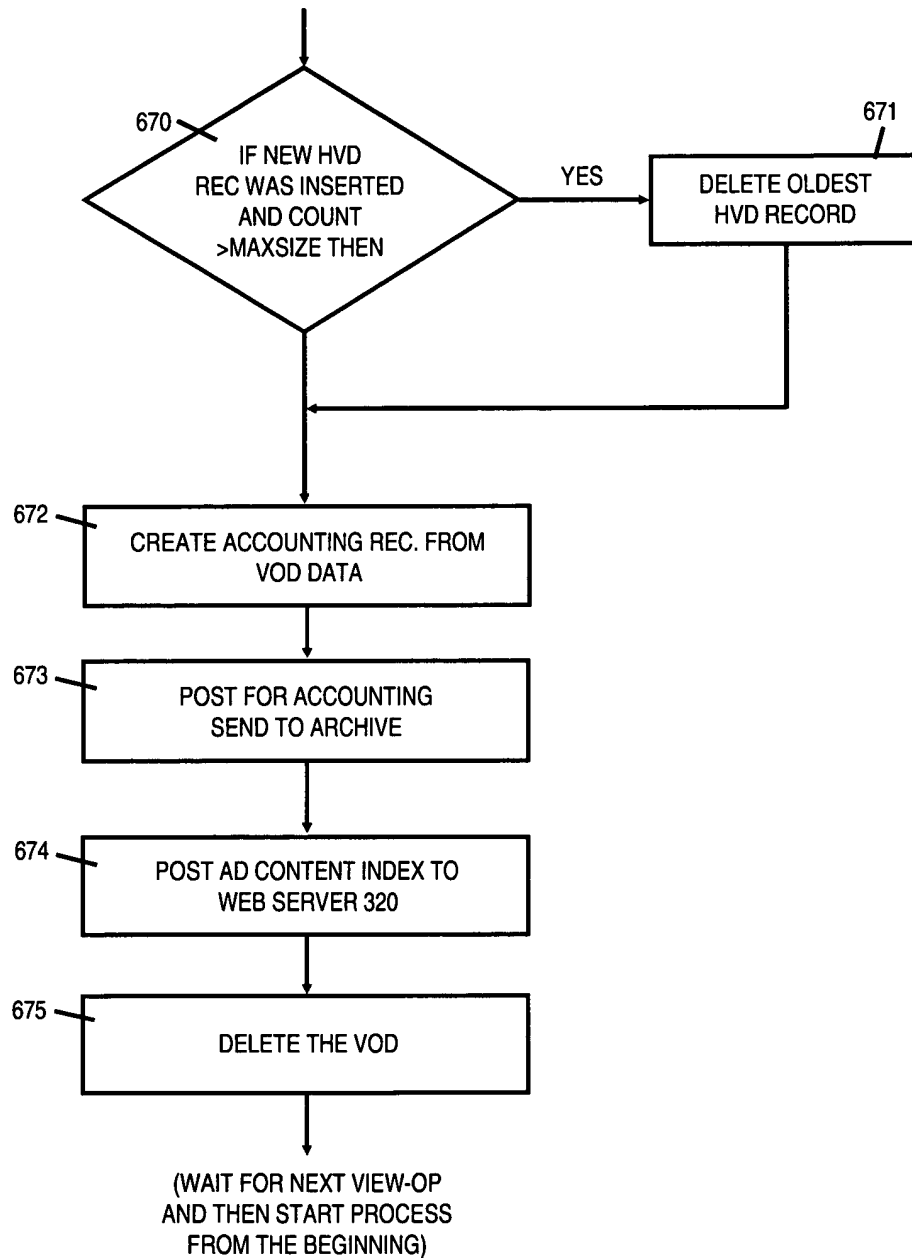 670
IF NEW HVD
REC WAS INSERTED
AND COUNT
>MAXSIZE THEN
YES
671
DELETE OLDEST
HVD RECORD
672
CREATE ACCOUNTING REC. FROM
VOD DATA
673
POST FOR ACCOUNTING
SEND TO ARCHIVE
674
POST AD CONTENT INDEX TO
WEB SERVER 320
675
DELETE THE VOD
(WAIT FOR NEXT VIEW-OP
AND THEN START PROCESS
FROM THE BEGINNING)